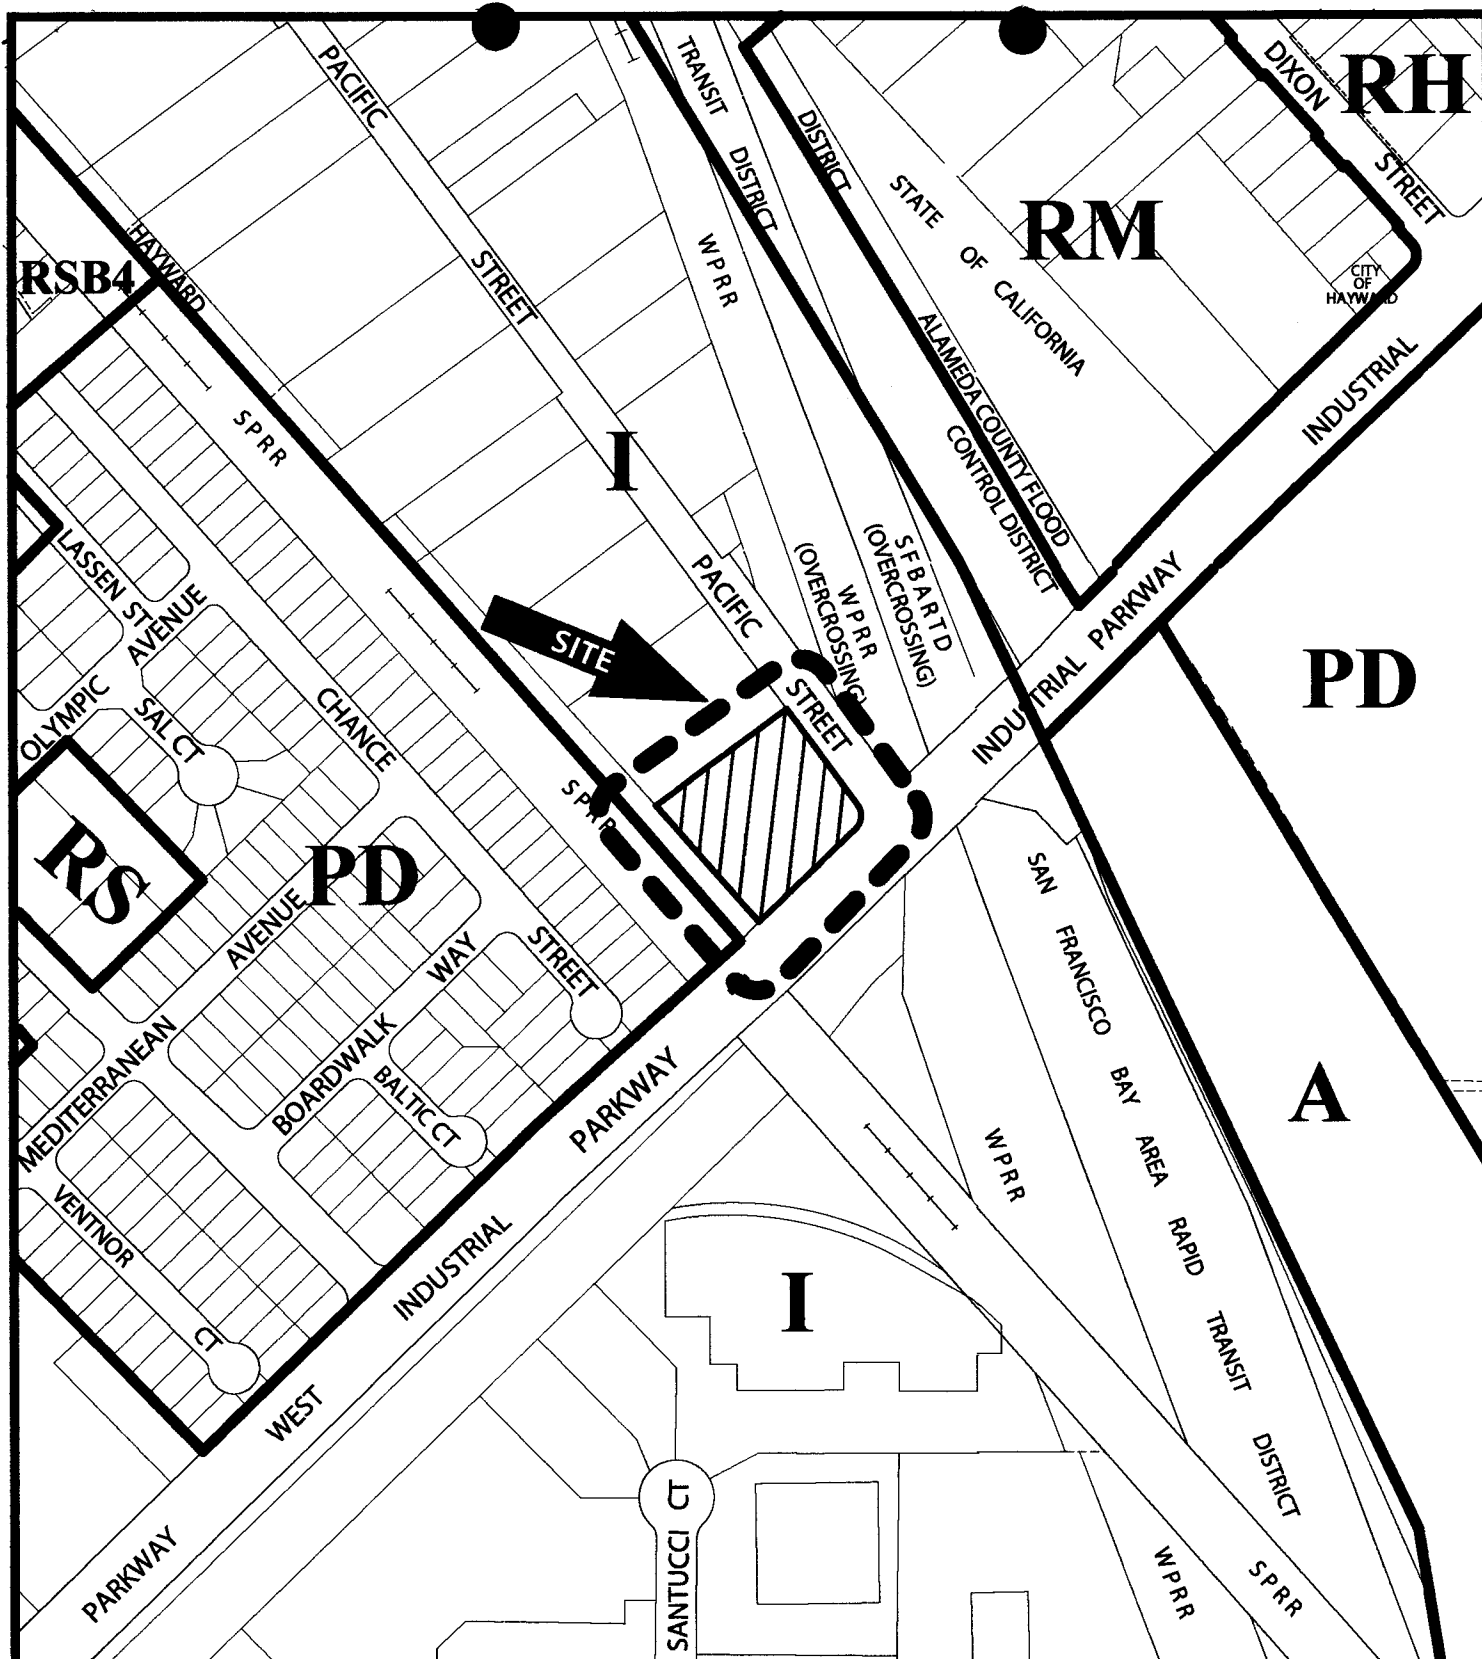 PACIFIC
TRANSIT
DISTRICT
DIXON
RH
STREET
DISTRICT
STATE
OF
CALIFORNIA
RM
CITY
OF
HAYWARD
HAYWARD
RSB4
STREET
WPRR
ALAMEDA COUNTY FLOOD
CONTROL DISTRICT
INDUSTRIAL
SPRR
I
LASSEN ST
AVENUE
PACIFIC
WPRR
(OVERCROSSING)
SFBARTD
(OVERCROSSING)
PARKWAY
INDUSTRIAL
SITE
STREET
PD
OLYMPIC
SAL CT
CHANCE
SPRR
RS
PD
AVENUE
MEDITERRANEAN
BOARDWALK
WAY
STREET
BALTIC CT
VENTNOR
CT
SAN
FRANCISCO
BAY
AREA
RAPID
TRANSIT
DISTRICT
A
WPRR
PARKWAY
INDUSTRIAL
WEST
I
PARKWAY
SANTUCCI CT
WPRR
SPRR